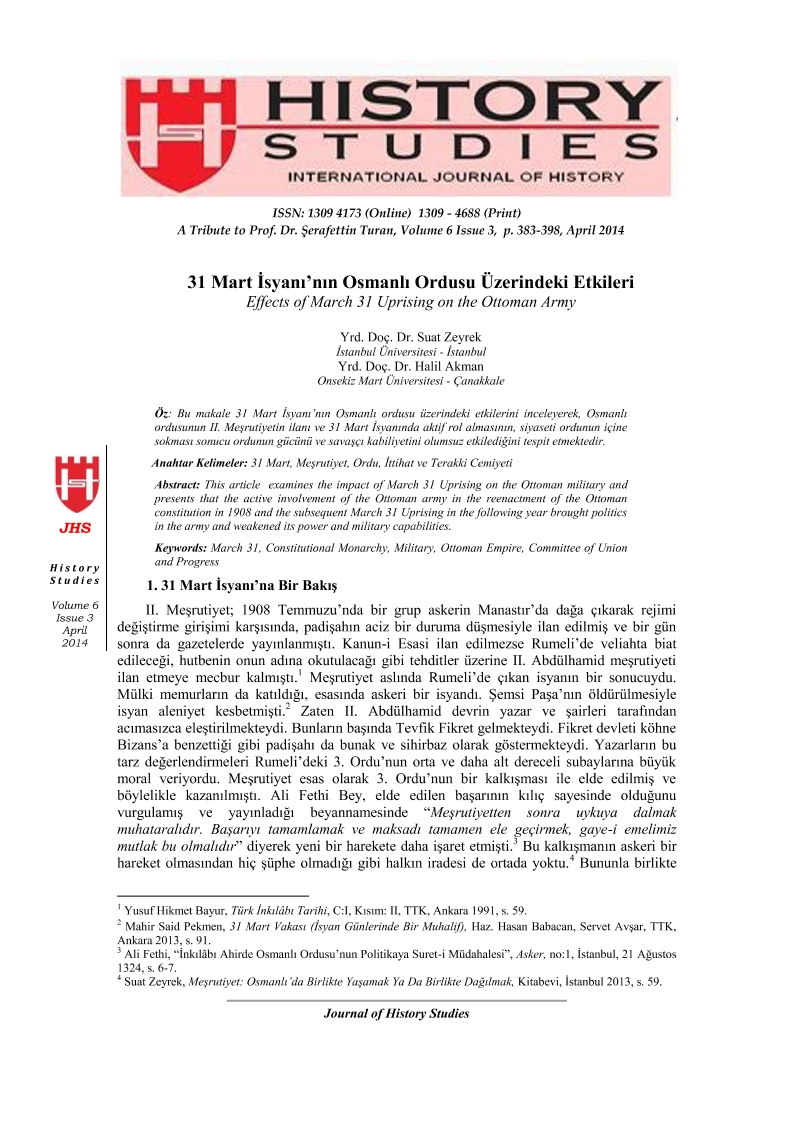 HISTORY
STUDIES
INTERNATIONAL JOURNAL OF HISTORY
ISSN: 1309 4173 (Online) 1309 - 4688 (Print)
A Tribute to Prof. Dr. Şerafettin Turan, Volume 6 Issue 3, p. 383-398, April 2014
31 Mart İsyanı’nın Osmanlı Ordusu Üzerindeki Etkileri
Effects of March 31 Uprising on the Ottoman Army
Yrd. Doç. Dr. Suat Zeyrek
İstanbul Üniversitesi - İstanbul
Yrd. Doç. Dr. Halil Akman
Onsekiz Mart Üniversitesi - Çanakkale
Öz: Bu makale 31 Mart İsyanı’nın Osmanlı ordusu üzerindeki etkilerini inceleyerek, Osmanlı
ordusunun II. Meşrutiyetin ilanı ve 31 Mart İsyanında aktif rol almasının, siyaseti ordunun içine
sokması sonucu ordunun gücünü ve savaşçı kabiliyetini olumsuz etkilediğini tespit etmektedir.
Anahtar Kelimeler: 31 Mart, Meşrutiyet, Ordu, İttihat ve Terakki Cemiyeti
Abstract: This article examines the impact of March 31 Uprising on the Ottoman military and
presents that the active involvement of the Ottoman army in the reenactment of the Ottoman
constitution in 1908 and the subsequent March 31 Uprising in the following year brought politics
in the army and weakened its power and military capabilities.
Keywords: March 31, Constitutional Monarchy, Military, Ottoman Empire, Committee of Union
and Progress
JHS
History
Studies
Volume 6
Issue 3
April
2014
1. 31 Mart İsyanı’na Bir Bakış
II. Meşrutiyet; 1908 Temmuzu’nda bir grup askerin Manastır’da dağa çıkarak rejimi
değiştirme girişimi karşısında, padişahın aciz bir duruma düşmesiyle ilan edilmiş ve bir gün
sonra da gazetelerde yayınlanmıştı. Kanun-i Esasi ilan edilmezse Rumeli’de veliahta biat
edileceği, hutbenin onun adına okutulacağı gibi tehditler üzerine II. Abdülhamid meşrutiyeti
ilan etmeye mecbur kalmıştı.1 Meşrutiyet aslında Rumeli’de çıkan isyanın bir sonucuydu.
Mülki memurların da katıldığı, esasında askeri bir isyandı. Şemsi Paşa’nın öldürülmesiyle
isyan aleniyet kesbetmişti.2 Zaten II. Abdülhamid devrin yazar ve şairleri tarafından
acımasızca eleştirilmekteydi. Bunların başında Tevfik Fikret gelmekteydi. Fikret devleti köhne
Bizans’a benzettiği gibi padişahı da bunak ve sihirbaz olarak göstermekteydi. Yazarların bu
tarz değerlendirmeleri Rumeli’deki 3. Ordu’nun orta ve daha alt dereceli subaylarına büyük
moral veriyordu. Meşrutiyet esas olarak 3. Ordu’nun bir kalkışması ile elde edilmiş ve
böylelikle kazanılmıştı. Ali Fethi Bey, elde edilen başarının kılıç sayesinde olduğunu
vurgulamış ve yayınladığı beyannamesinde “Meşrutiyetten sonra uykuya dalmak
muhataralıdır. Başarıyı tamamlamak ve maksadı tamamen ele geçirmek, gaye-i emelimiz
mutlak bu olmalıdır” diyerek yeni bir harekete daha işaret etmişti.3 Bu kalkışmanın askeri bir
hareket olmasından hiç şüphe olmadığı gibi halkın iradesi de ortada yoktu.4 Bununla birlikte
1 Yusuf Hikmet Bayur, Türk İnkılâbı Tarihi, C:I, Kısım: II, TTK, Ankara 1991, s. 59.
2 Mahir Said Pekmen, 31 Mart Vakası (İsyan Günlerinde Bir Muhalif), Haz. Hasan Babacan, Servet Avşar, TTK,
Ankara 2013, s. 91.
3 Ali Fethi, “İnkılâbı Ahirde Osmanlı Ordusu’nun Politikaya Suret-i Müdahalesi”, Asker, no:1, İstanbul, 21 Ağustos
1324, s. 6-7.
4 Suat Zeyrek, Meşrutiyet: Osmanlı’da Birlikte Yaşamak Ya Da Birlikte Dağılmak, Kitabevi, İstanbul 2013, s. 59.
Journal of History Studies